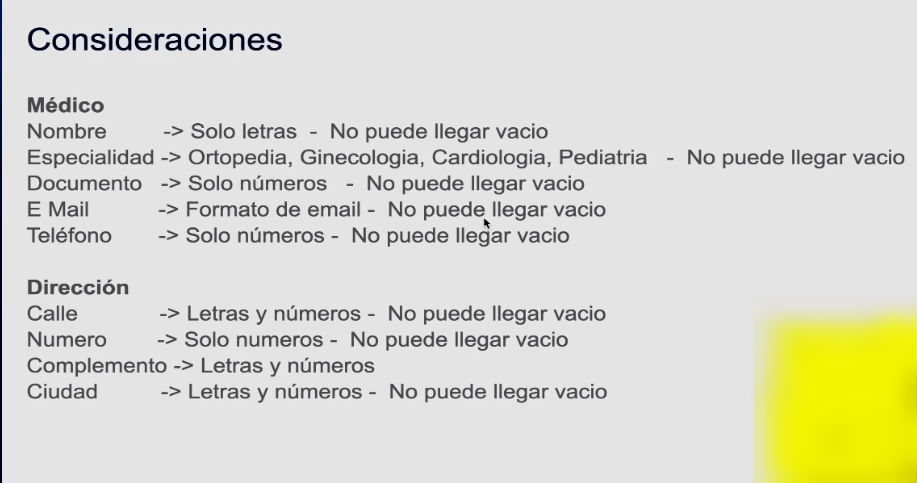 Consideraciones
Médico
Nombre -> Solo letras - No puede llegar vacio
Especialidad -> Ortopedia, Ginecologia, Cardiologia, Pediatria - No puede llegar vacio
Documento -> Solo números - No puede llegar vacio
E Mail -> Formato de email - No puede llegar vacio
Teléfono -> Solo números - No puede llegar vacio
Dirección
Calle -> Letras y números - No puede llegar vacio
Numero -> Solo numeros - No puede llegar vacio
Complemento -> Letras y números
Ciudad -> Letras y números - No puede llegar vacio